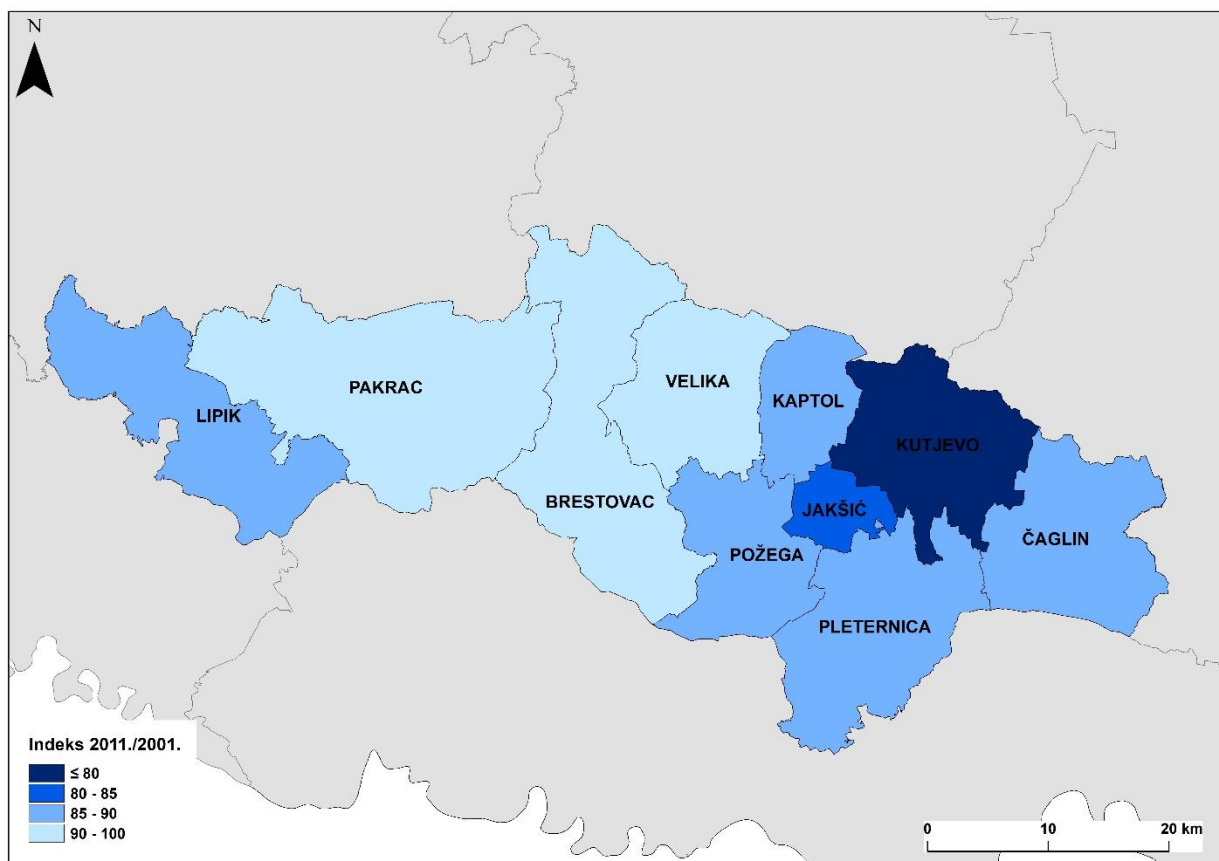 N
PAKRAC
VELIKA
KAPTOL
LIPIK
KUTJEVO
BRESTOVAC
JAKŠIĆ
ČAGLIN
POŽEGA
PLETERNICA
Indeks 2011./2001.
≤ 80
80 - 85
85 - 90
90 - 100
0 10 20 km